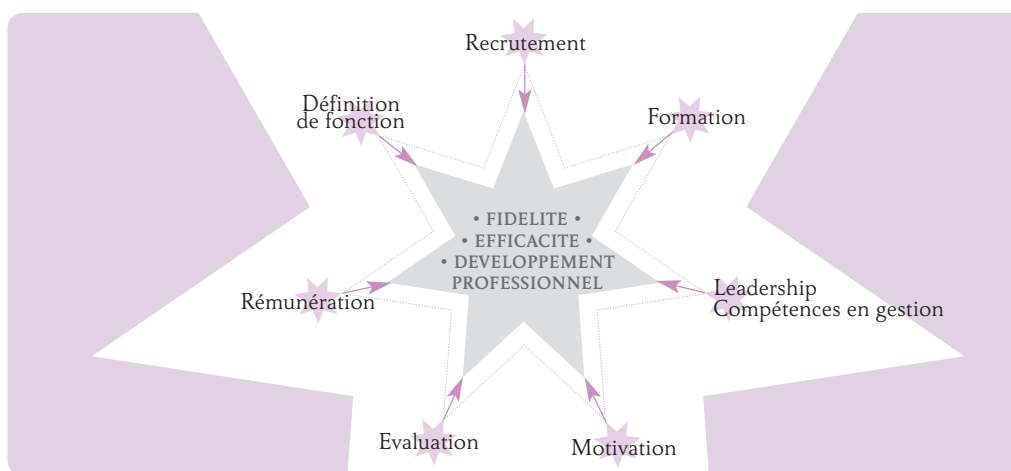 Recrutement
Définition
de fonction
Formation
• FIDELITE •
• EFFICACITE •
• DEVELOPPEMENT
PROFESSIONNEL
Rémunération
Leadership
Compétences en gestion
Evaluation
Motivation